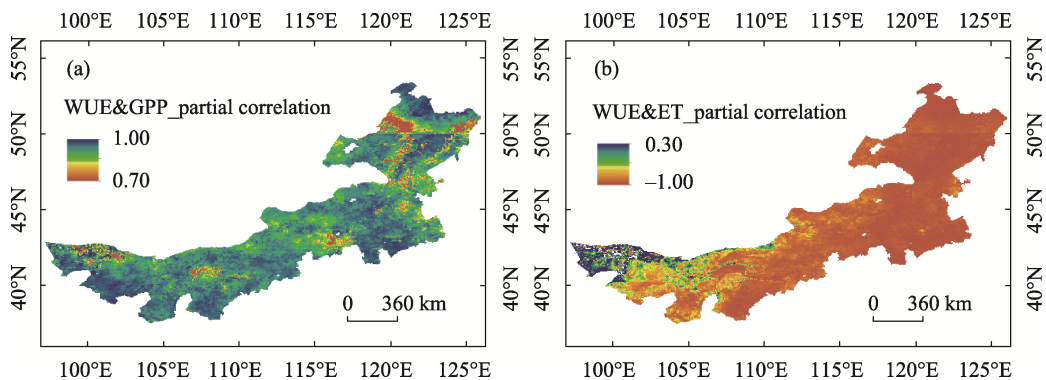 100°E 105°E 110°E 115°E 120°E 125°E
100°E 105°E 110°E 115°E 120°E 125°E
55°N
50°N
45°N
40°N
(a)
WUE&GPP_partial correlation
1.00
0.70
0 360 km
55°N
50°N
45°N
40°N
55°N
50°N
45°N
40°N
(b)
WUE&ET_partial correlation
0.30
–1.00
0 360 km
55°N
50°N
45°N
40°N
100°E 105°E 110°E 115°E 120°E 125°E
100°E 105°E 110°E 115°E 120°E 125°E